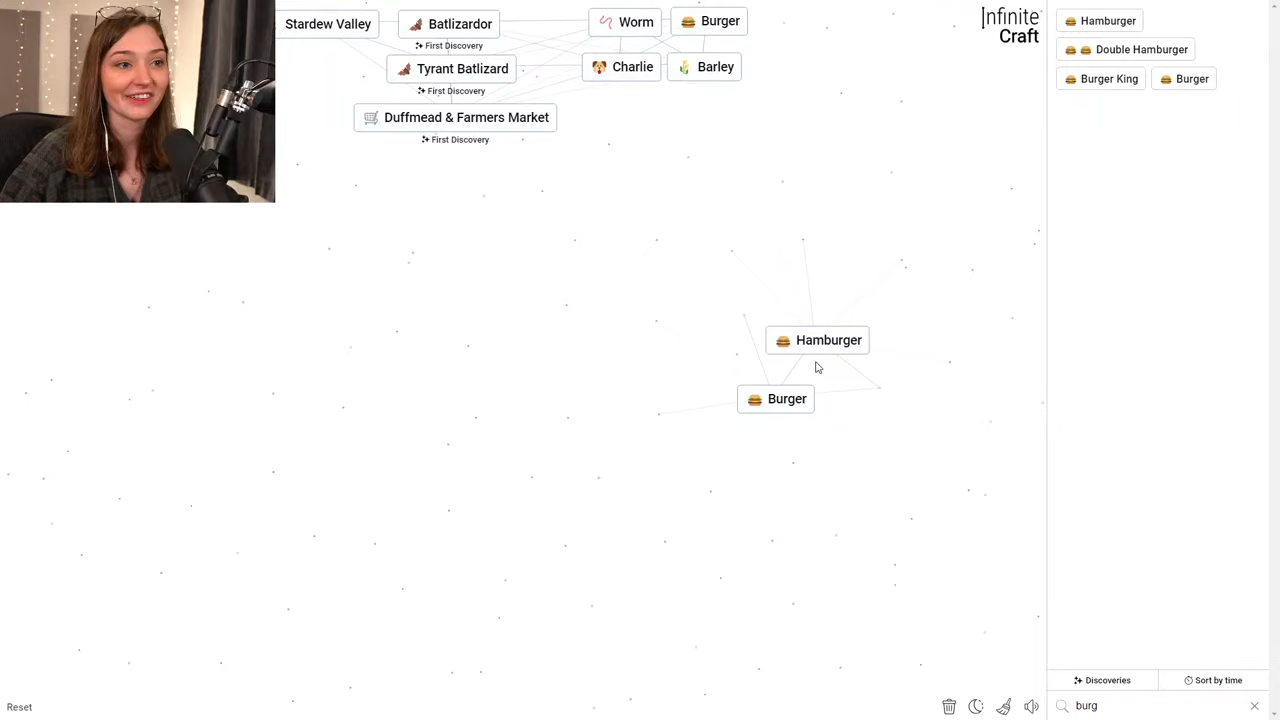 Stardew Valley
Batlizardor
Worm
Burger
First Discovery
Tyrant Batlizard
Charlie
Barley
First Discovery
Duffmead & Farmers Market
First Discovery
Hamburger
Burger
Infinite
Craft
Hamburger
Double Hamburger
Burger King
Burger
Discoveries
Sort by time
burg
Reset